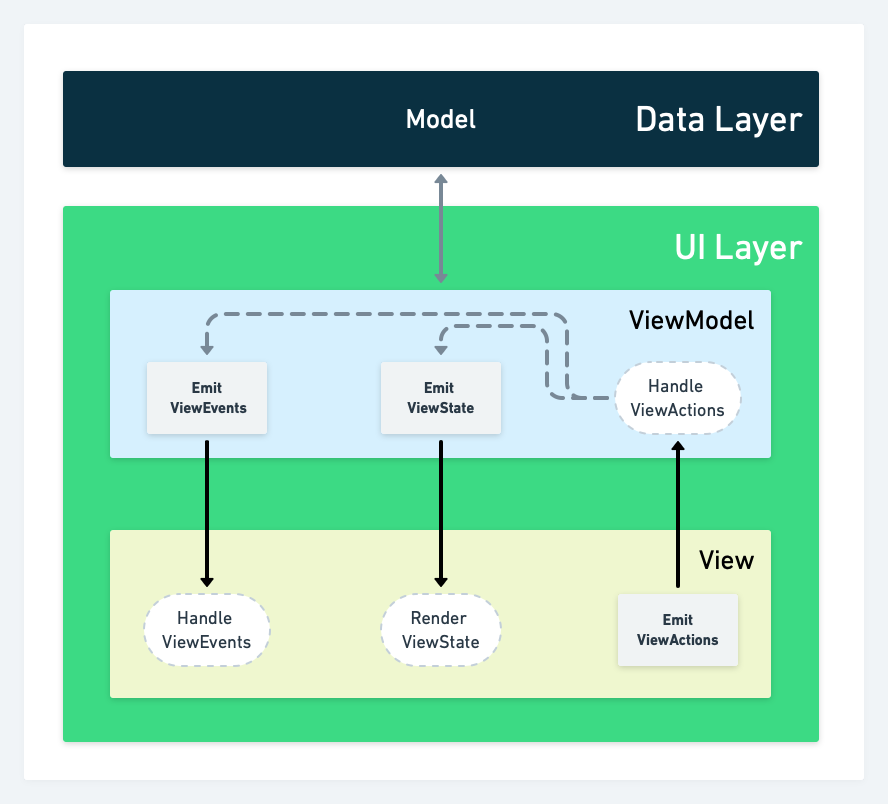 Model
Data Layer
UI Layer
ViewModel
Emit
ViewEvents
Emit
ViewState
Handle
ViewActions
View
Handle
ViewEvents
Render
ViewState
Emit
ViewActions